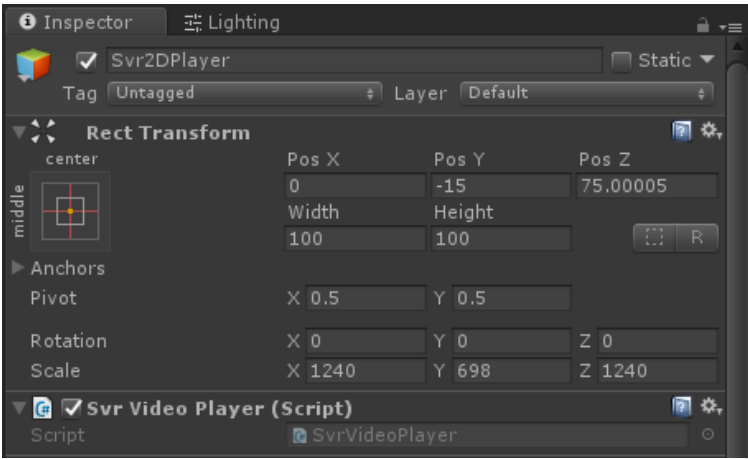 Inspector Lighting
Svr2DPlayer Static
Tag Untagged Layer Default
Rect Transform
center Pos X Pos Y Pos Z
middle 0 -15 75.00005
Width Height
100 100 R
Anchors
Pivot X 0.5 Y 0.5
Rotation X 0 Y 0 Z 0
Scale X 1240 Y 698 Z 1240
Svr Video Player (Script)
Script SvrVideoPlayer